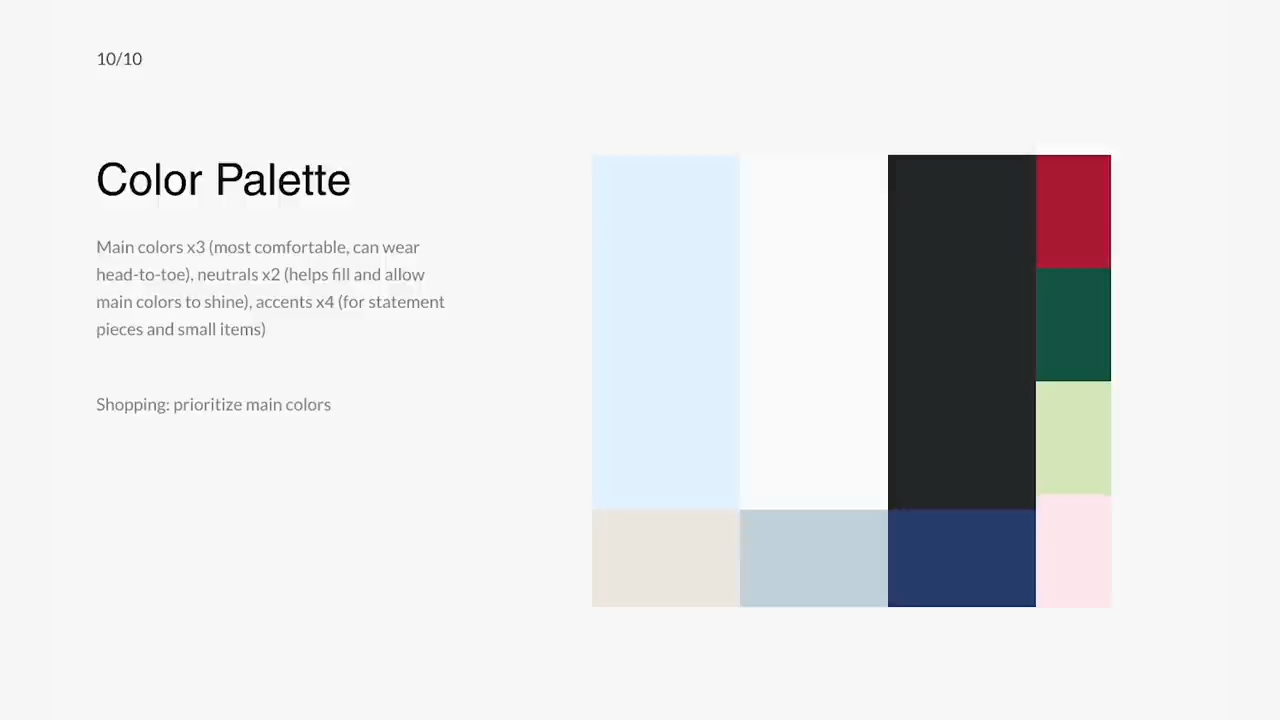 10/10
Color Palette
Main colors x3 (most comfortable, can wear
head-to-toe), neutrals x2 (helps fill and allow
main colors to shine), accents x4 (for statement
pieces and small items)
Shopping: prioritize main colors